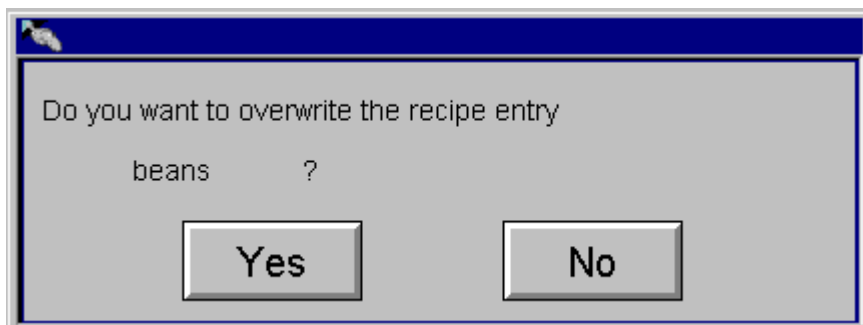 Do you want to overwrite the recipe entry
beans ?
Yes No